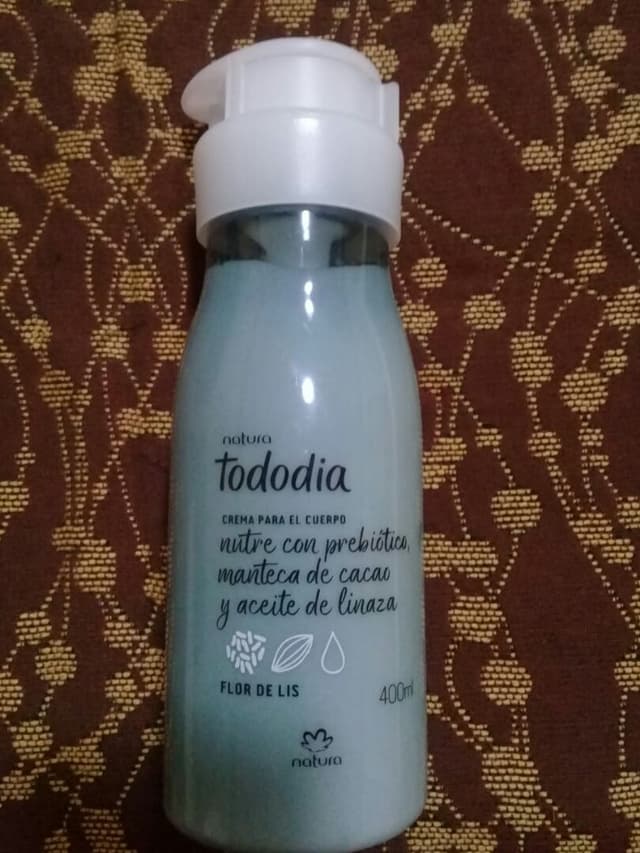 natura
tododia
CREMA PARA EL CUERPO
nutre con prebiótico,
manteca de cacao
y aceite de linaza
FLOR DE LIS
400ml
natura